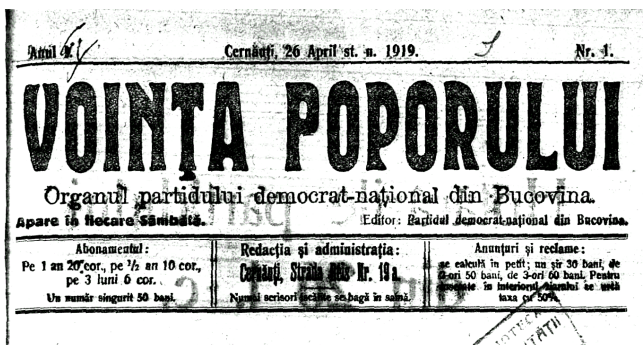 Anul
Cernăuți, 26 April st. n. 1919.
Nr. 1.
VOINȚA POPORULUI
Organul partidului democrat-național din Bucovina.
Apare în fiecare Sâmbătă.
Editor: Partidul democrat-național din Bucovina.
Abonamentul:
Pe 1 an 20 cor., pe ½ an 10 cor.,
pe 3 luni 6 cor.
Un număr singurit 50 bani.
Redacția și administrația:
Cernăuți, Strada Nr. 19 a.
Numai scrisori se bagă în samă.
Anunțuri și reclame:
se calculă în petit; un șir 30 bani, de
2-ori 50 bani, de 3-ori 60 bani. Pentru
în interiorul ziarului se urcă
taxa cu 50%.